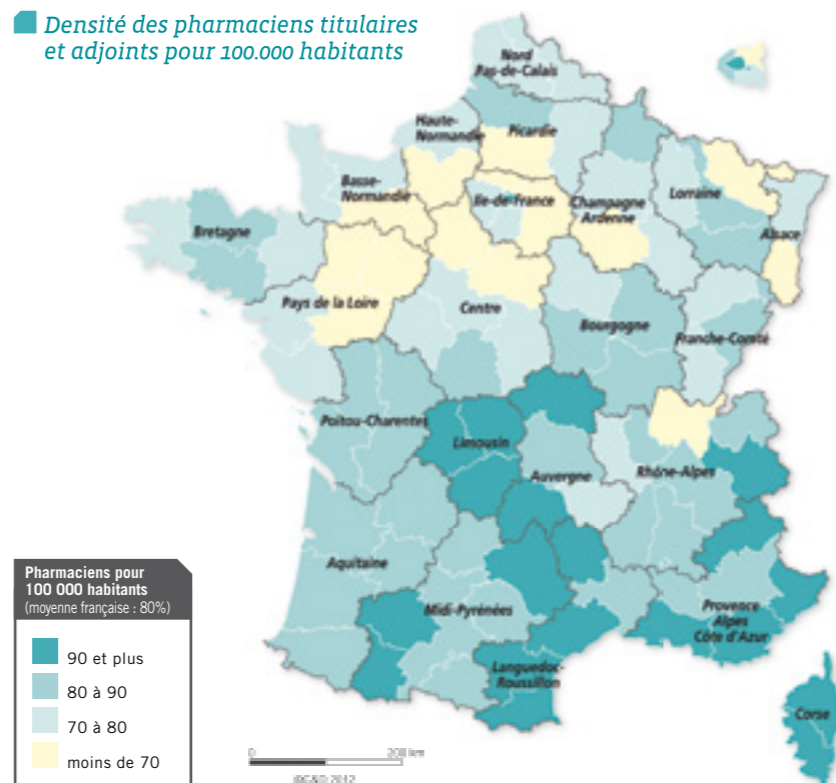 Densité des pharmaciens titulaires
et adjoints pour 100.000 habitants
Nord
Pas-de-Calais
Haute-
Normandie
Picardie
Basse-
Normandie
Ile-de-France
Champagne
Ardenne
Lorraine
Alsace
Bretagne
Pays de la Loire
Centre
Bourgogne
Franche-Comté
Poitou-Charentes
Limousin
Auvergne
Rhône-Alpes
Aquitaine
Midi-Pyrénées
Provence
Alpes
Côte d'Azur
Languedoc-
Roussillon
Corse
Pharmaciens pour
100 000 habitants
(moyenne française : 80%)
90 et plus
80 à 90
70 à 80
moins de 70
0 200 km
2012